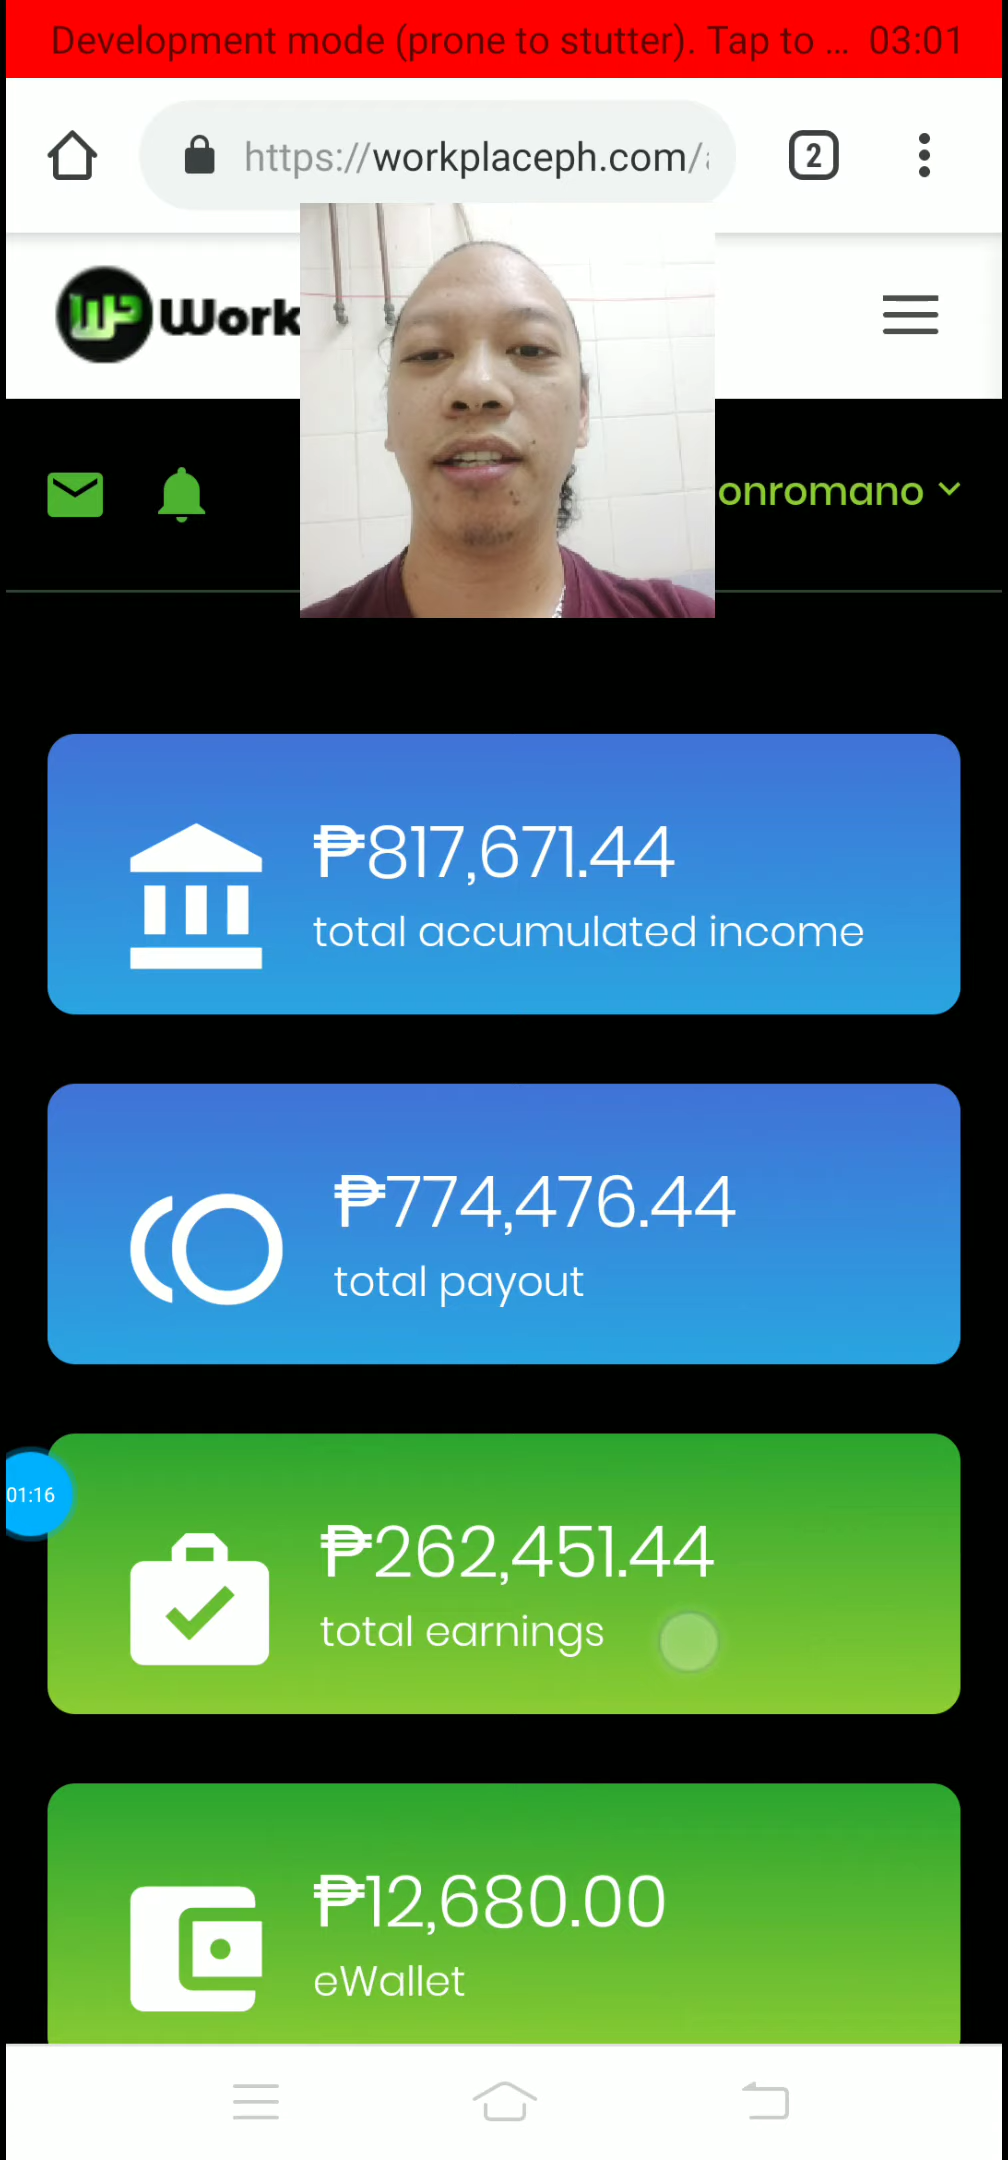 Development mode (prone to stutter). Tap to ... 03:01
https://workplaceph.com/
2
WP Work
onromano
₱817,671.44
total accumulated income
₱774,476.44
total payout
01:16
₱262,451.44
total earnings
₱12,680.00
eWallet